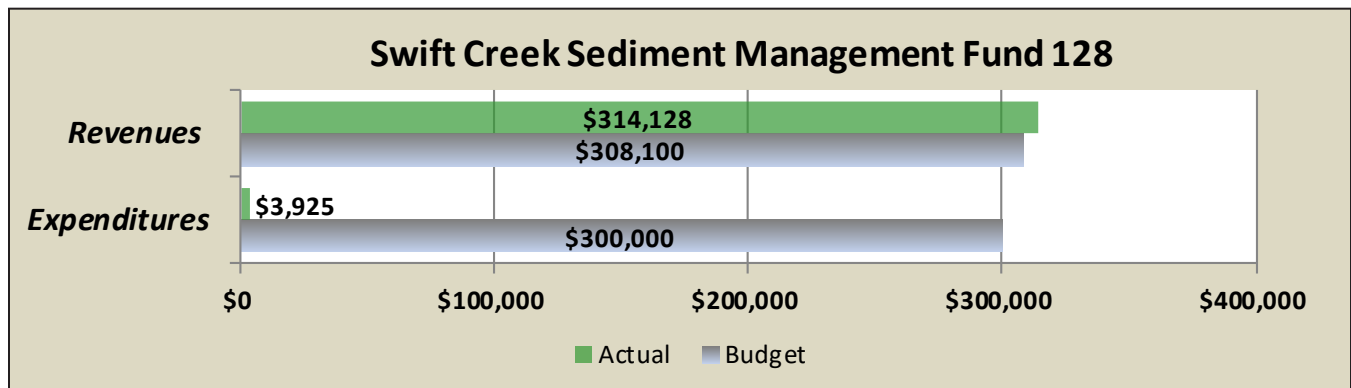 Swift Creek Sediment Management Fund 128
Revenues
$314,128
$308,100
Expenditures
$3,925
$300,000
$0 $100,000 $200,000 $300,000 $400,000
Actual Budget